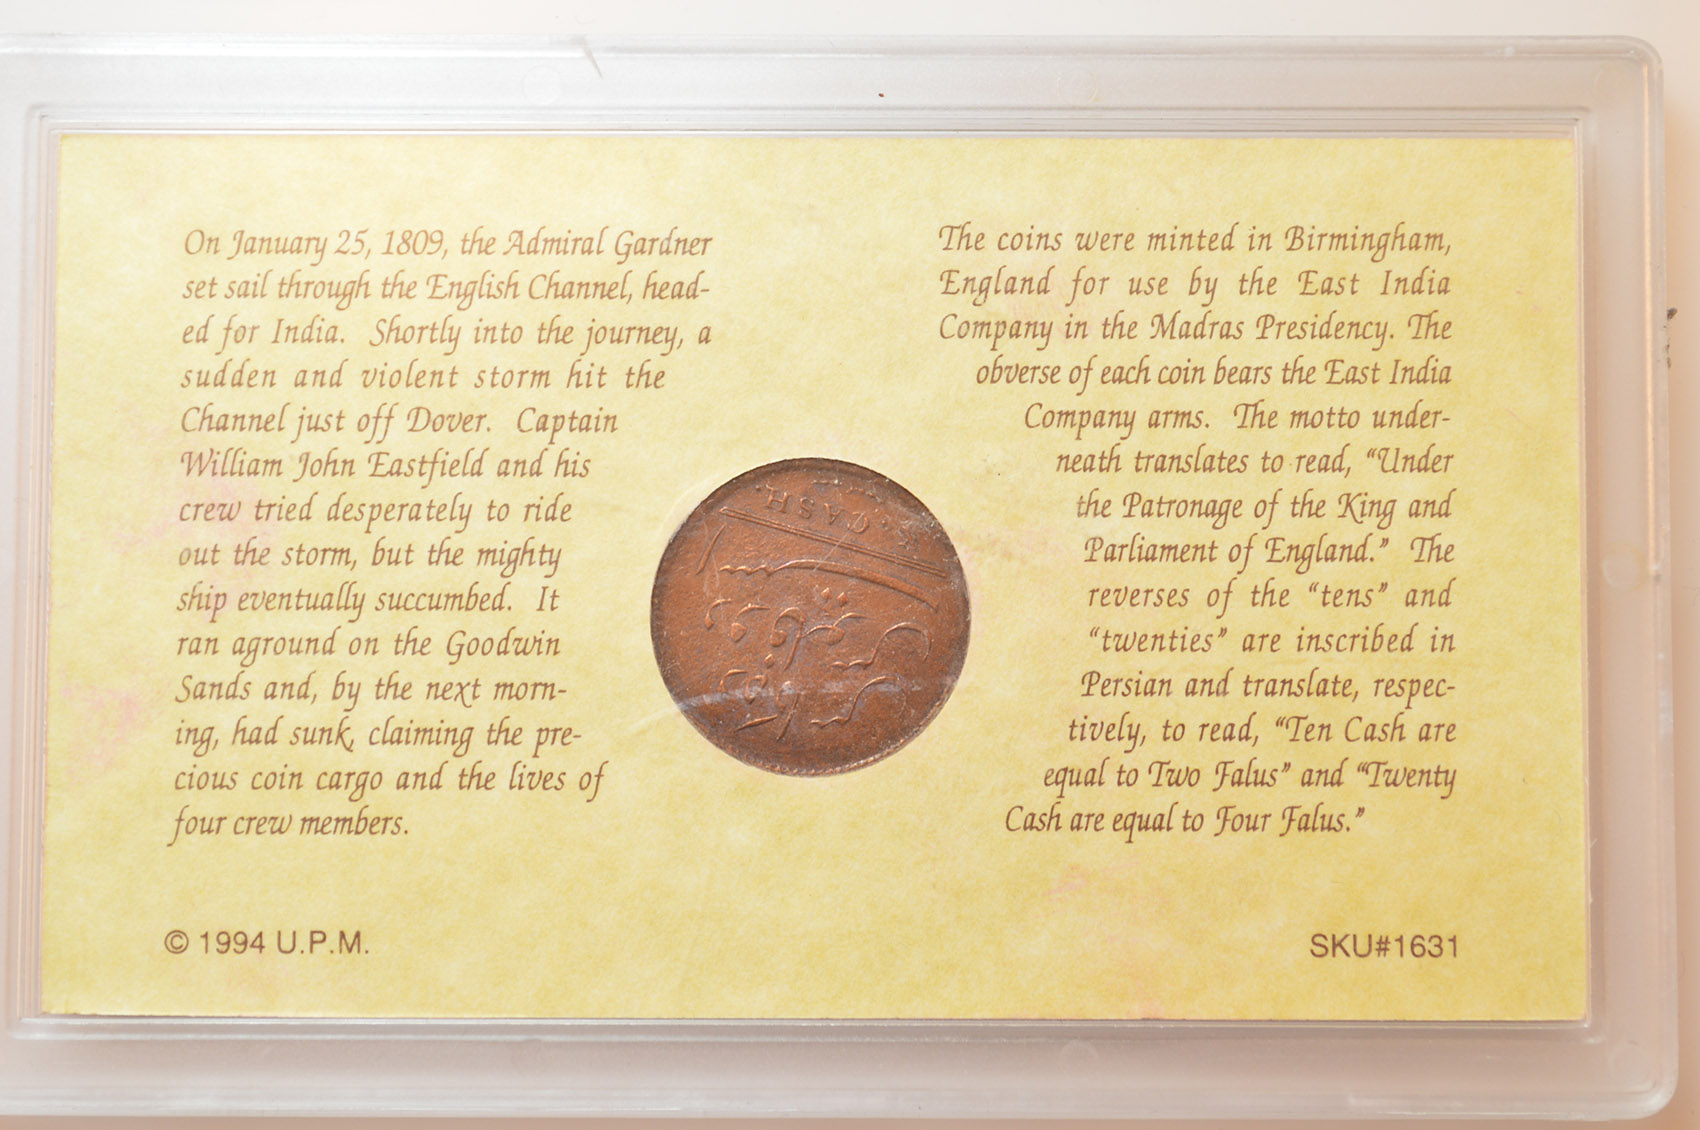 On January 25, 1809, the Admiral Gardner
set sail through the English Channel, head-
ed for India. Shortly into the journey, a
sudden and violent storm hit the
Channel just off Dover. Captain
William John Eastfield and his
crew tried desperately to ride
out the storm, but the mighty
ship eventually succumbed. It
ran aground on the Goodwin
Sands and, by the next morn-
ing, had sunk, claiming the pre-
cious coin cargo and the lives of
four crew members.
The coins were minted in Birmingham,
England for use by the East India
Company in the Madras Presidency. The
obverse of each coin bears the East India
Company arms. The motto under-
neath translates to read, “Under
the Patronage of the King and
Parliament of England.” The
reverses of the “tens” and
“twenties” are inscribed in
Persian and translate, respec-
tively, to read, “Ten Cash are
equal to Two Falus” and “Twenty
Cash are equal to Four Falus.”
CASH
© 1994 U.P.M.
SKU#1631